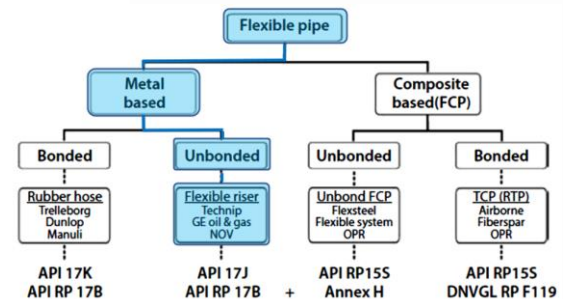 Flexible pipe
Metal
based
Composite
based(FCP)
Bonded
Unbonded
Unbonded
Bonded
Rubber hose
Trelleborg
Dunlop
Manuli
Flexible riser
Technip
GE oil & gas
NOV
Unbond FCP
Flexsteel
Flexible system
OPR
TCP (RTP)
Airborne
Fiberspar
OPR
API 17K
API RP 17B
API 17J
API RP 17B
+
API RP15S
Annex H
API RP15S
DNVGL RP F119